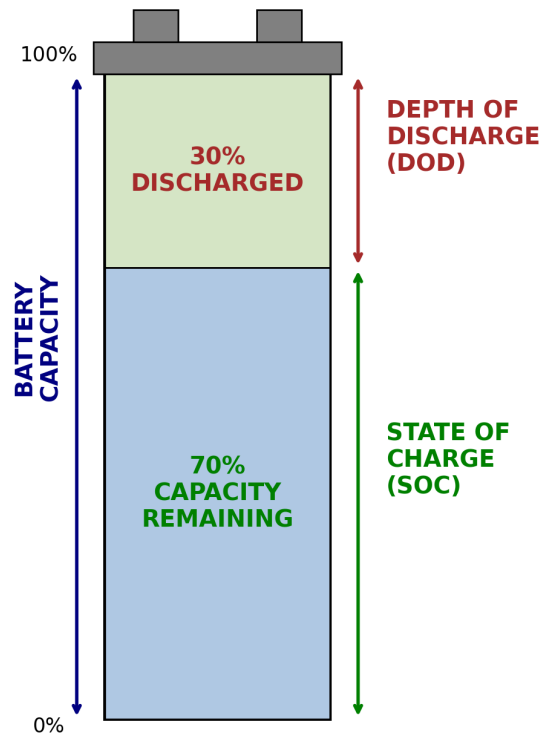 100%
DEPTH OF
DISCHARGE
(DOD)
30%
DISCHARGED
BATTERY
CAPACITY
STATE OF
CHARGE
(SOC)
70%
CAPACITY
REMAINING
0%